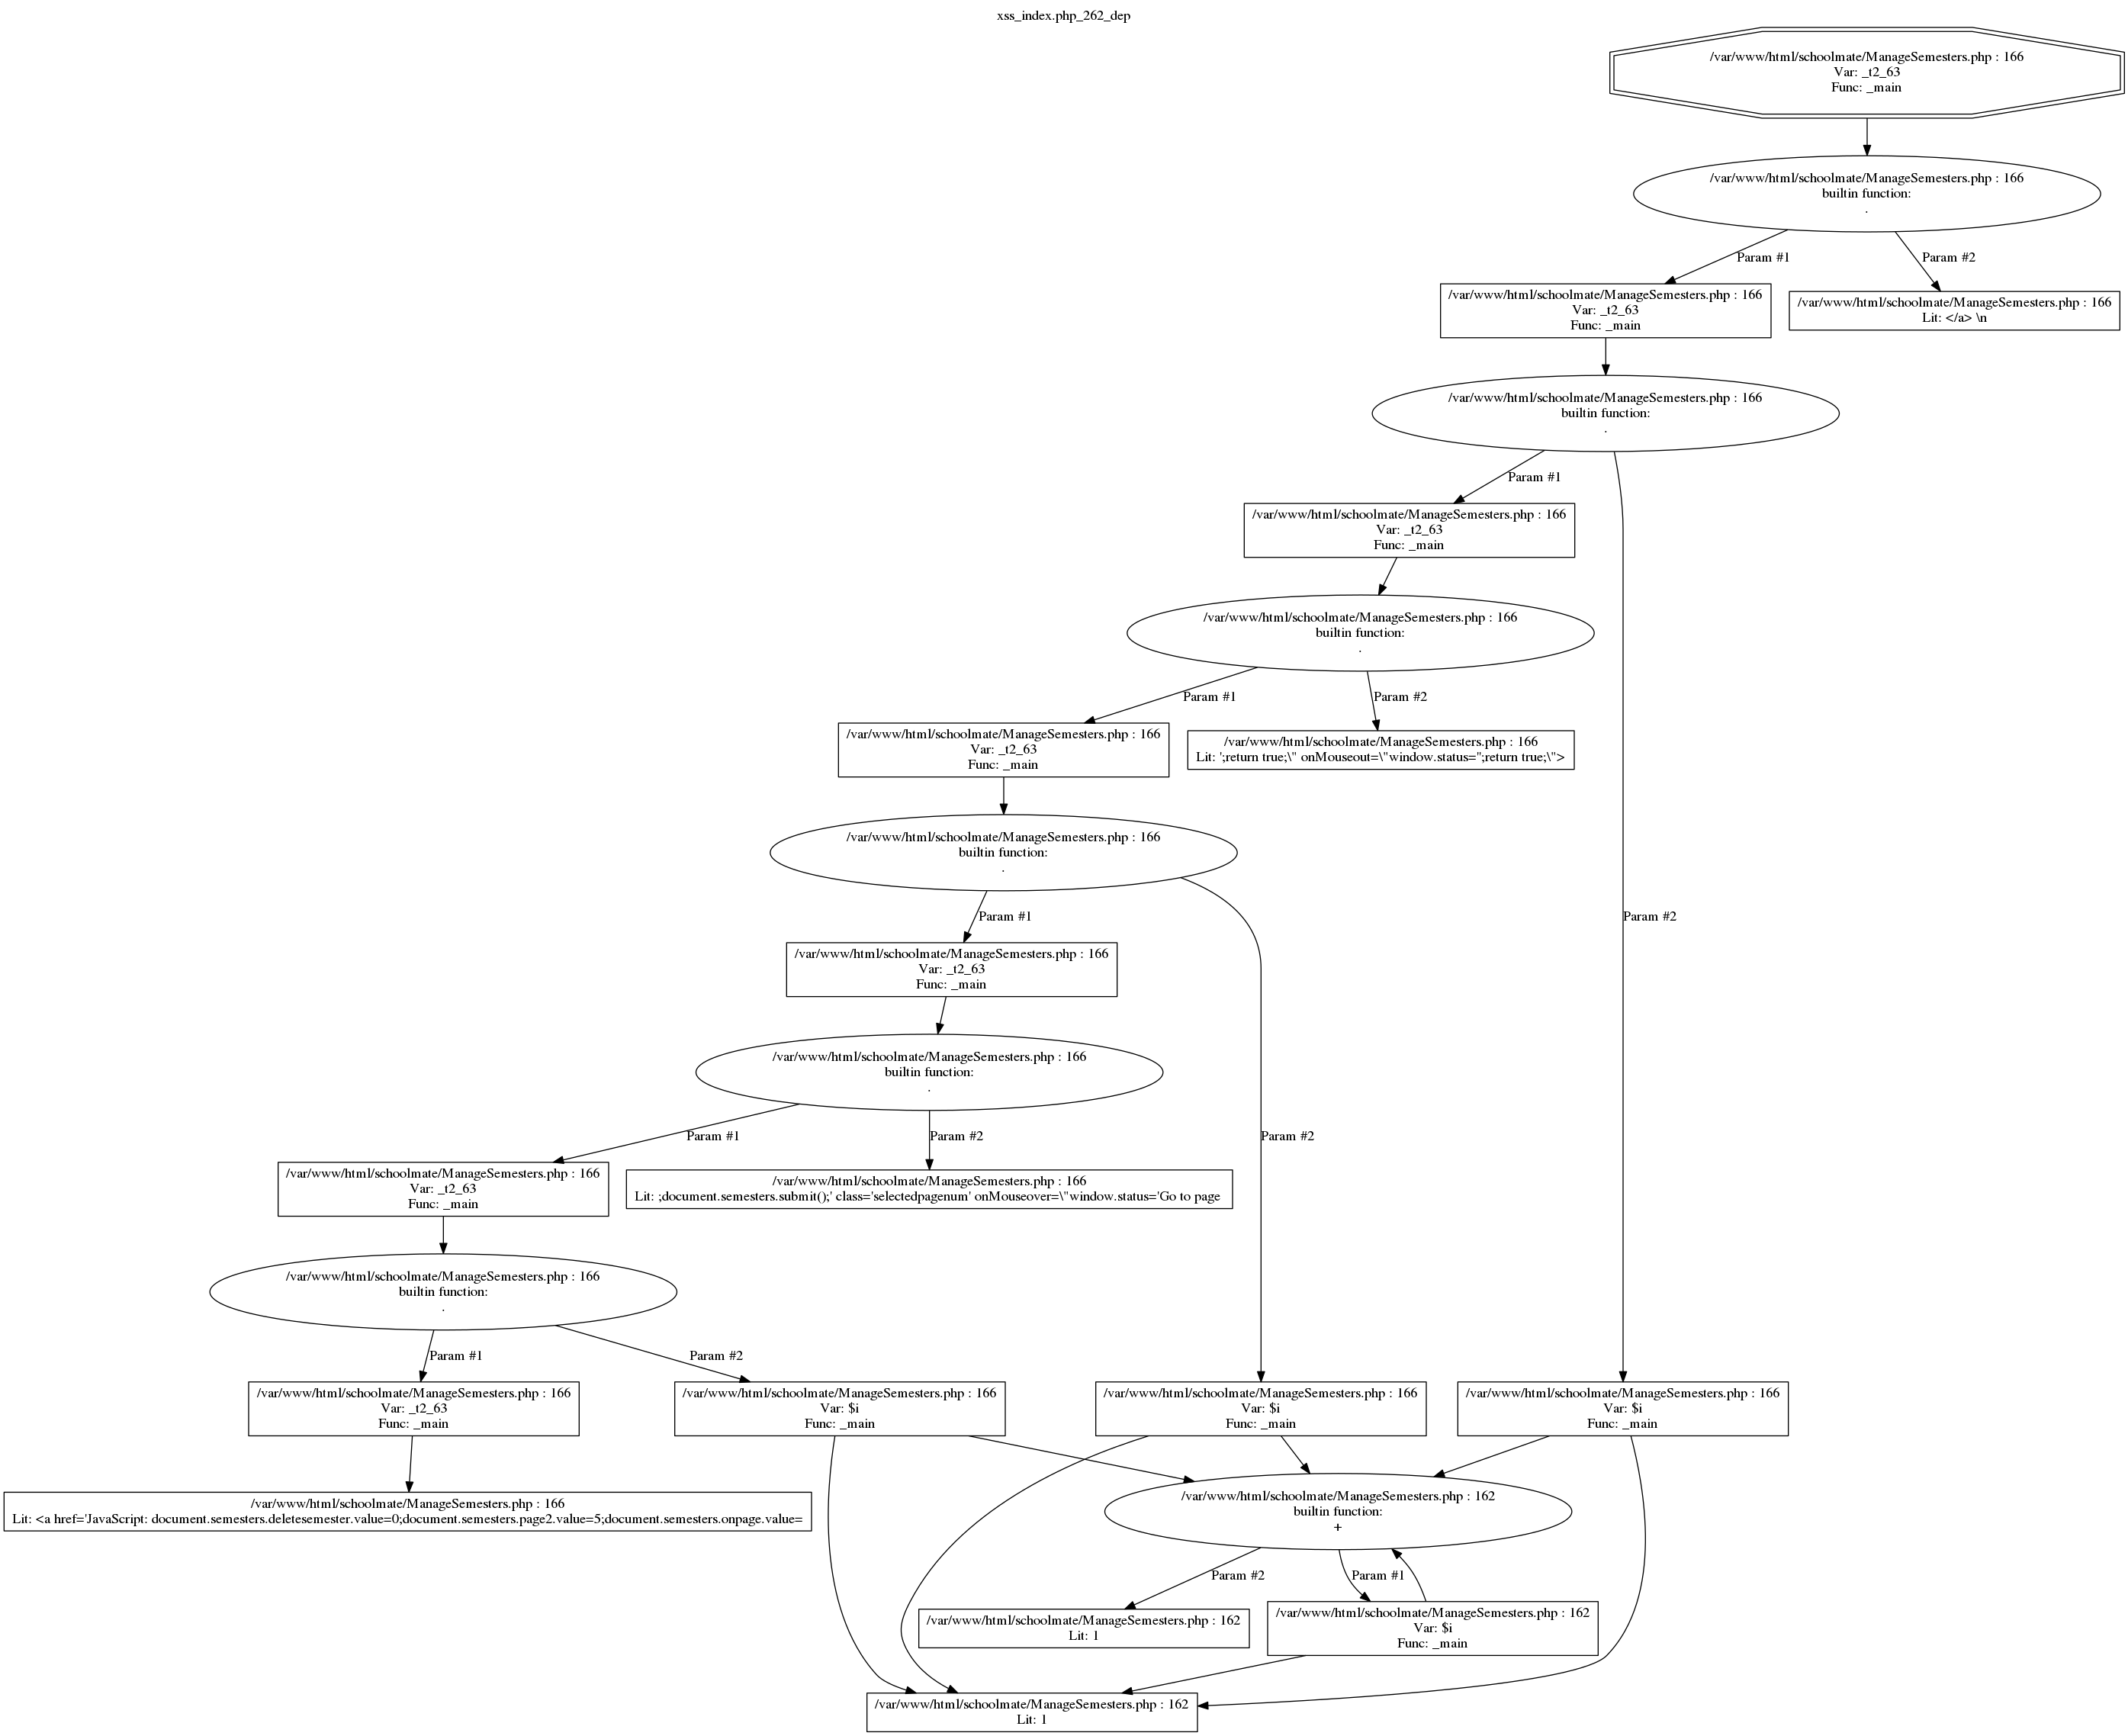 xss_index.php_262_dep
/var/www/html/schoolmate/ManageSemesters.php : 166
Var: _t2_63
Func: _main
/var/www/html/schoolmate/ManageSemesters.php : 166
builtin function:
.
Param #1
Param #2
/var/www/html/schoolmate/ManageSemesters.php : 166
Var: _t2_63
Func: _main
/var/www/html/schoolmate/ManageSemesters.php : 166
Lit: </a> \n
/var/www/html/schoolmate/ManageSemesters.php : 166
builtin function:
.
Param #1
Param #2
/var/www/html/schoolmate/ManageSemesters.php : 166
Var: _t2_63
Func: _main
/var/www/html/schoolmate/ManageSemesters.php : 166
builtin function:
.
Param #1
Param #2
/var/www/html/schoolmate/ManageSemesters.php : 166
Var: _t2_63
Func: _main
/var/www/html/schoolmate/ManageSemesters.php : 166
Lit: ';return true;\" onMouseout=\"window.status='';return true;\">
/var/www/html/schoolmate/ManageSemesters.php : 166
builtin function:
.
Param #1
Param #2
/var/www/html/schoolmate/ManageSemesters.php : 166
Var: _t2_63
Func: _main
/var/www/html/schoolmate/ManageSemesters.php : 166
builtin function:
.
Param #1
Param #2
/var/www/html/schoolmate/ManageSemesters.php : 166
Var: _t2_63
Func: _main
/var/www/html/schoolmate/ManageSemesters.php : 166
Lit: ;document.semesters.submit();' class='selectedpagenum' onMouseover=\"window.status='Go to page
/var/www/html/schoolmate/ManageSemesters.php : 166
builtin function:
.
Param #1
Param #2
/var/www/html/schoolmate/ManageSemesters.php : 166
Var: _t2_63
Func: _main
/var/www/html/schoolmate/ManageSemesters.php : 166
Var: $i
Func: _main
/var/www/html/schoolmate/ManageSemesters.php : 166
Var: $i
Func: _main
/var/www/html/schoolmate/ManageSemesters.php : 166
Var: $i
Func: _main
/var/www/html/schoolmate/ManageSemesters.php : 166
Lit: <a href='JavaScript: document.semesters.deletesemester.value=0;document.semesters.page2.value=5;document.semesters.onpage.value=
/var/www/html/schoolmate/ManageSemesters.php : 162
builtin function:
+
Param #2
Param #1
/var/www/html/schoolmate/ManageSemesters.php : 162
Lit: 1
/var/www/html/schoolmate/ManageSemesters.php : 162
Var: $i
Func: _main
/var/www/html/schoolmate/ManageSemesters.php : 162
Lit: 1